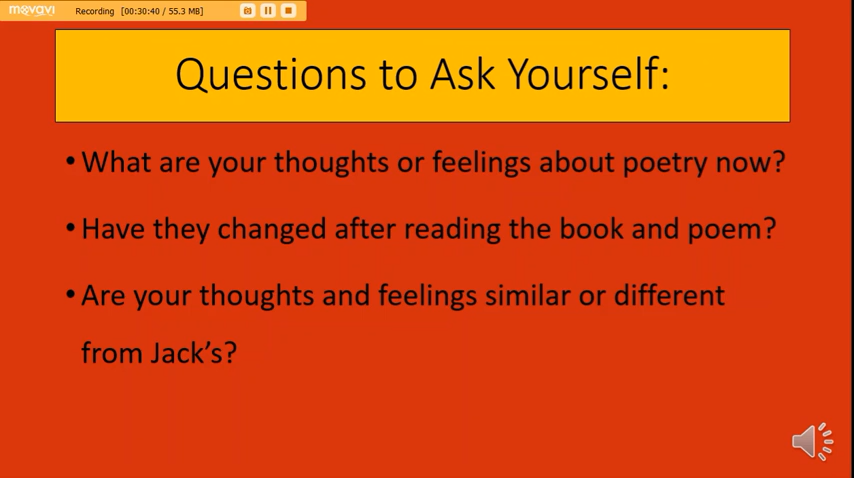 movavi Recording [00:30:40 / 55.3 MB]
Questions to Ask Yourself:
• What are your thoughts or feelings about poetry now?
• Have they changed after reading the book and poem?
• Are your thoughts and feelings similar or different
from Jack’s?